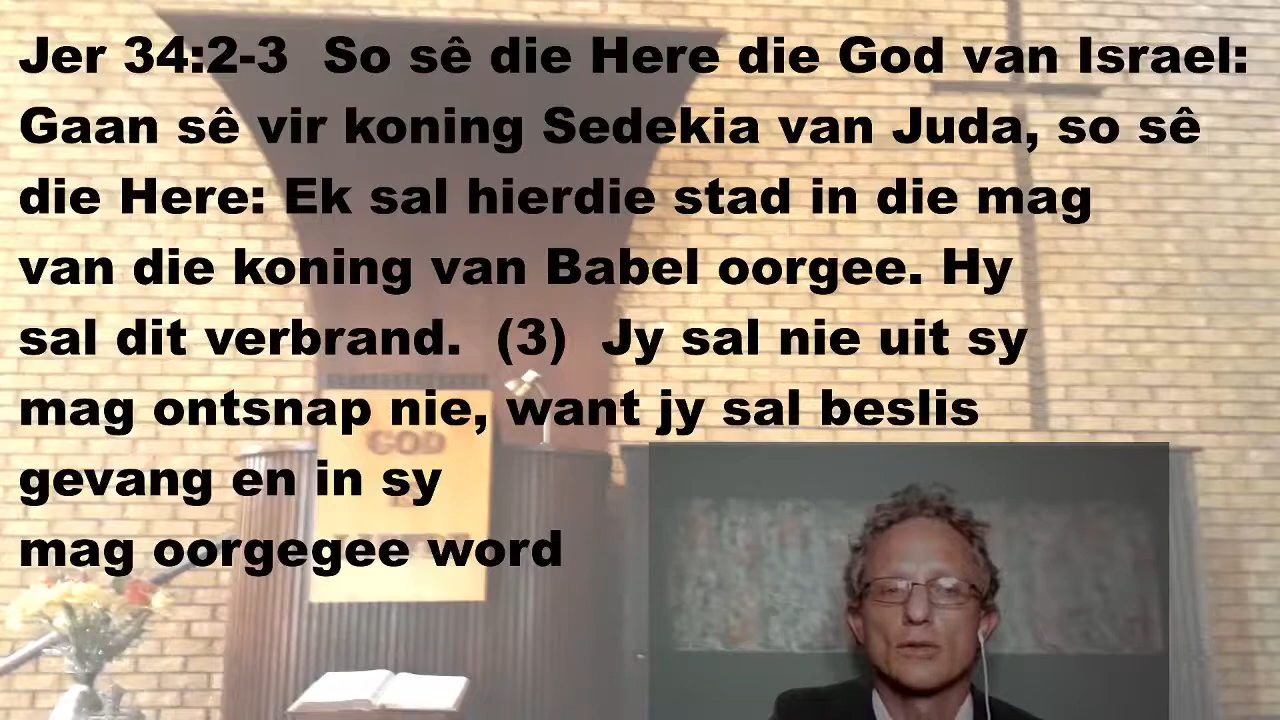 Jer 34:2-3 So sê die Here die God van Israel:
Gaan sê vir koning Sedekia van Juda, so sê
die Here: Ek sal hierdie stad in die mag
van die koning van Babel oorgee. Hy
sal dit verbrand. (3) Jy sal nie uit sy
mag ontsnap nie, want jy sal beslis
gevang en in sy
mag oorgegee word
GOD